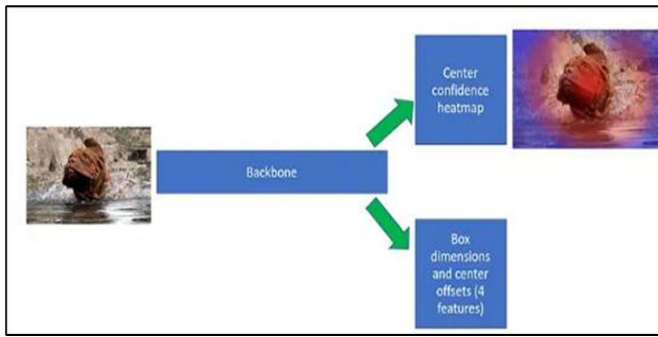 Center
confidence
heatmap
Backbone
Box
dimensions
and center
offsets (4
features)